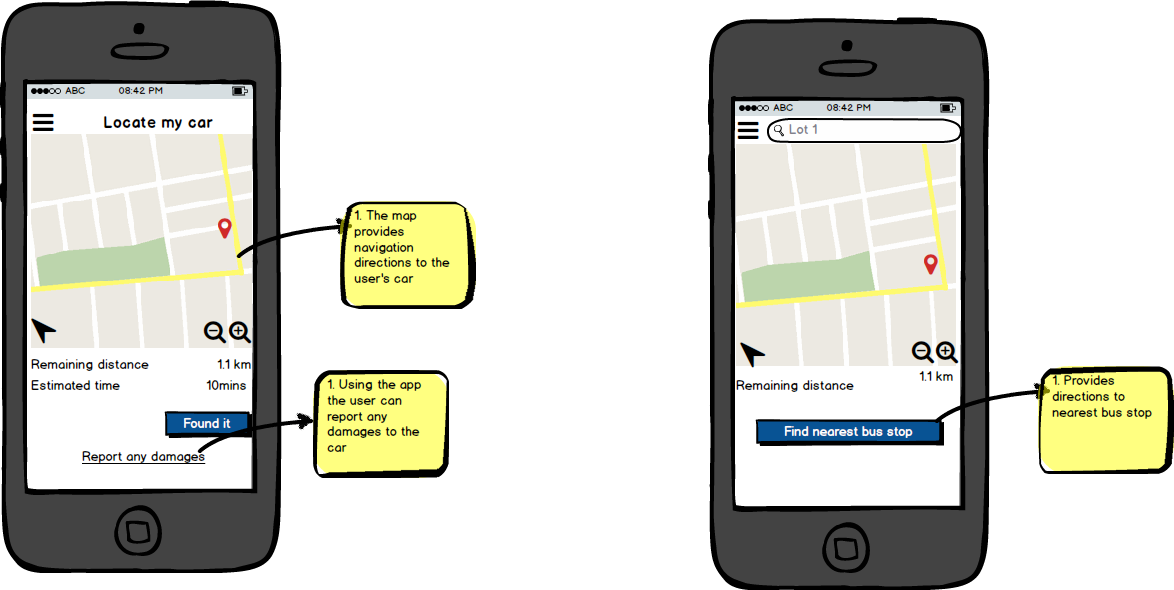 ABC 08:42 PM
Locate my car
Remaining distance 1.1 km
Estimated time 10mins
Found it
Report any damages
1. The map
provides
navigation
directions to the
user's car
1. Using the app
the user can
report any
damages to the
car
ABC 08:42 PM
Lot 1
1.1 km
Remaining distance
Find nearest bus stop
1. Provides
directions to
nearest bus stop